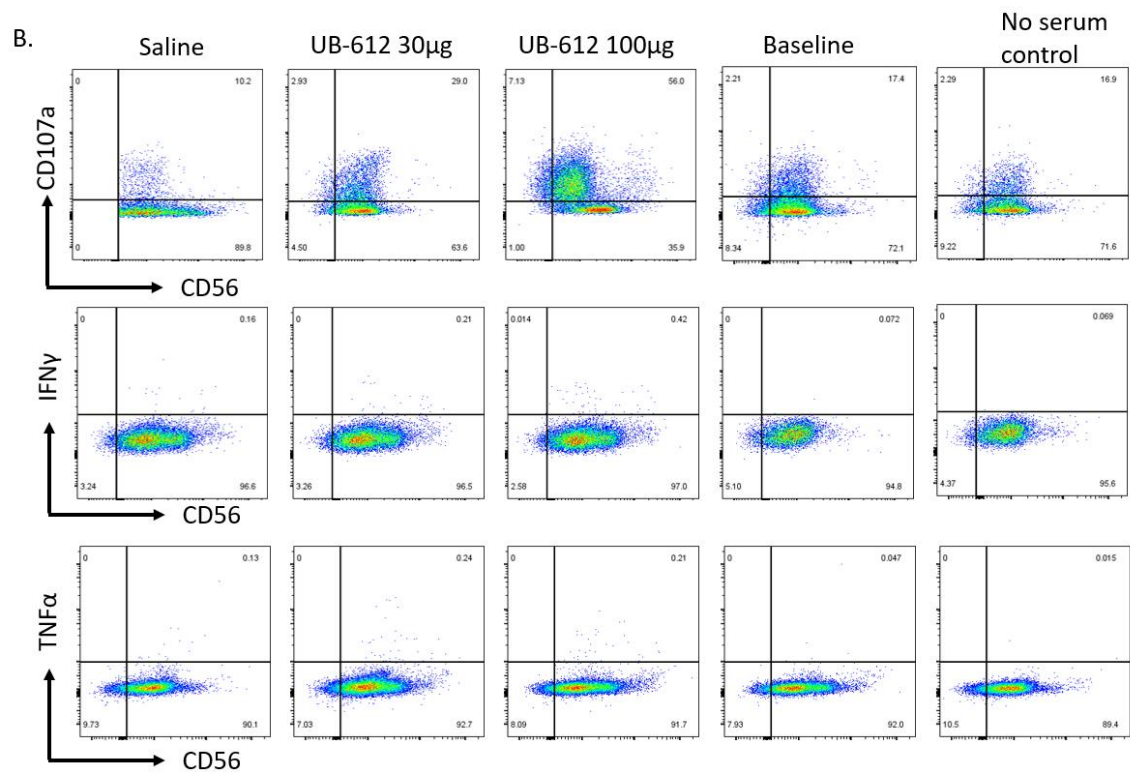 B.
Saline
UB-612 30µg
UB-612 100µg
Baseline
No serum
control
CD107a
0 10.2
0 89.8
2.93 29.0
4.50 63.6
7.13 56.0
1.00 35.9
2.21 17.4
8.34 72.1
2.29 16.9
9.22 71.6
CD56
IFNγ
0 0.16
3.24 96.6
0 0.21
3.26 96.5
0.014 0.42
2.58 97.0
0 0.072
5.10 94.8
0 0.069
4.37 95.6
CD56
TNFα
0 0.13
9.73 90.1
0 0.24
7.03 92.7
0 0.21
8.09 91.7
0 0.047
7.93 92.0
0 0.015
10.5 89.4
CD56